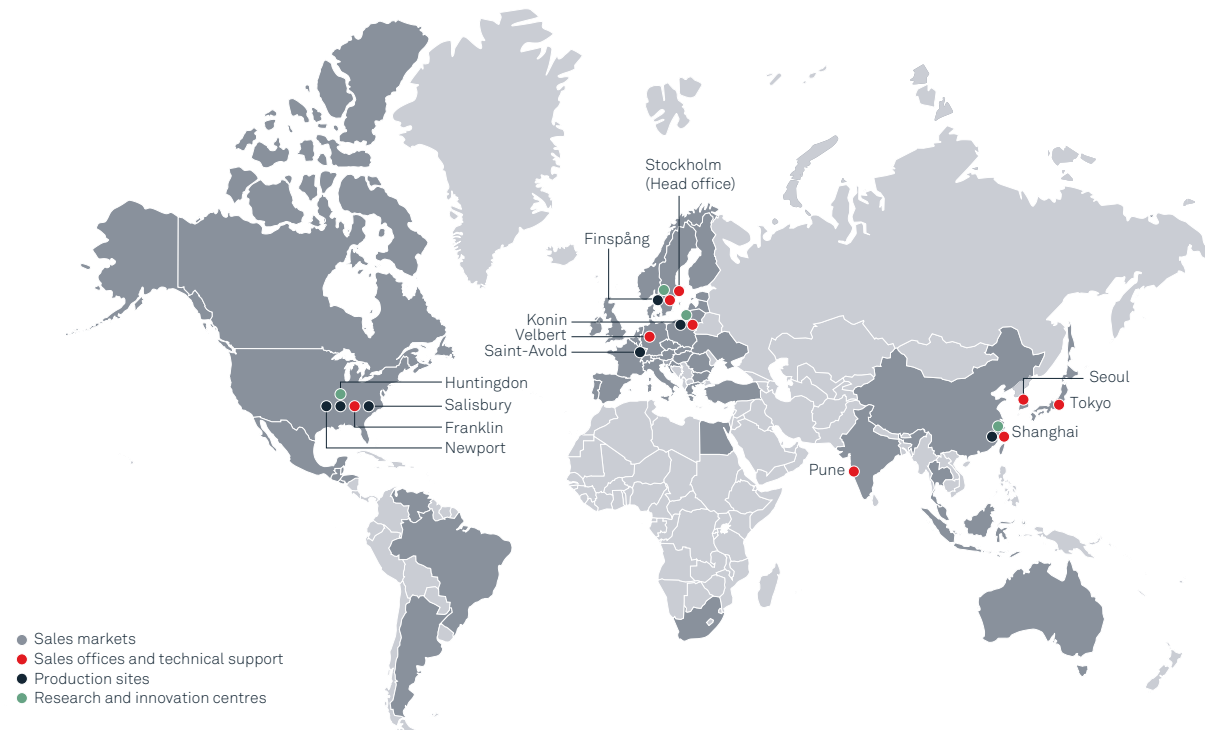 Stockholm
(Head office)
Finspång
Konin
Velbert
Saint-Avold
Huntingdon
Salisbury
Franklin
Newport
Seoul
Tokyo
Shanghai
Pune
Sales markets
Sales offices and technical support
Production sites
Research and innovation centres